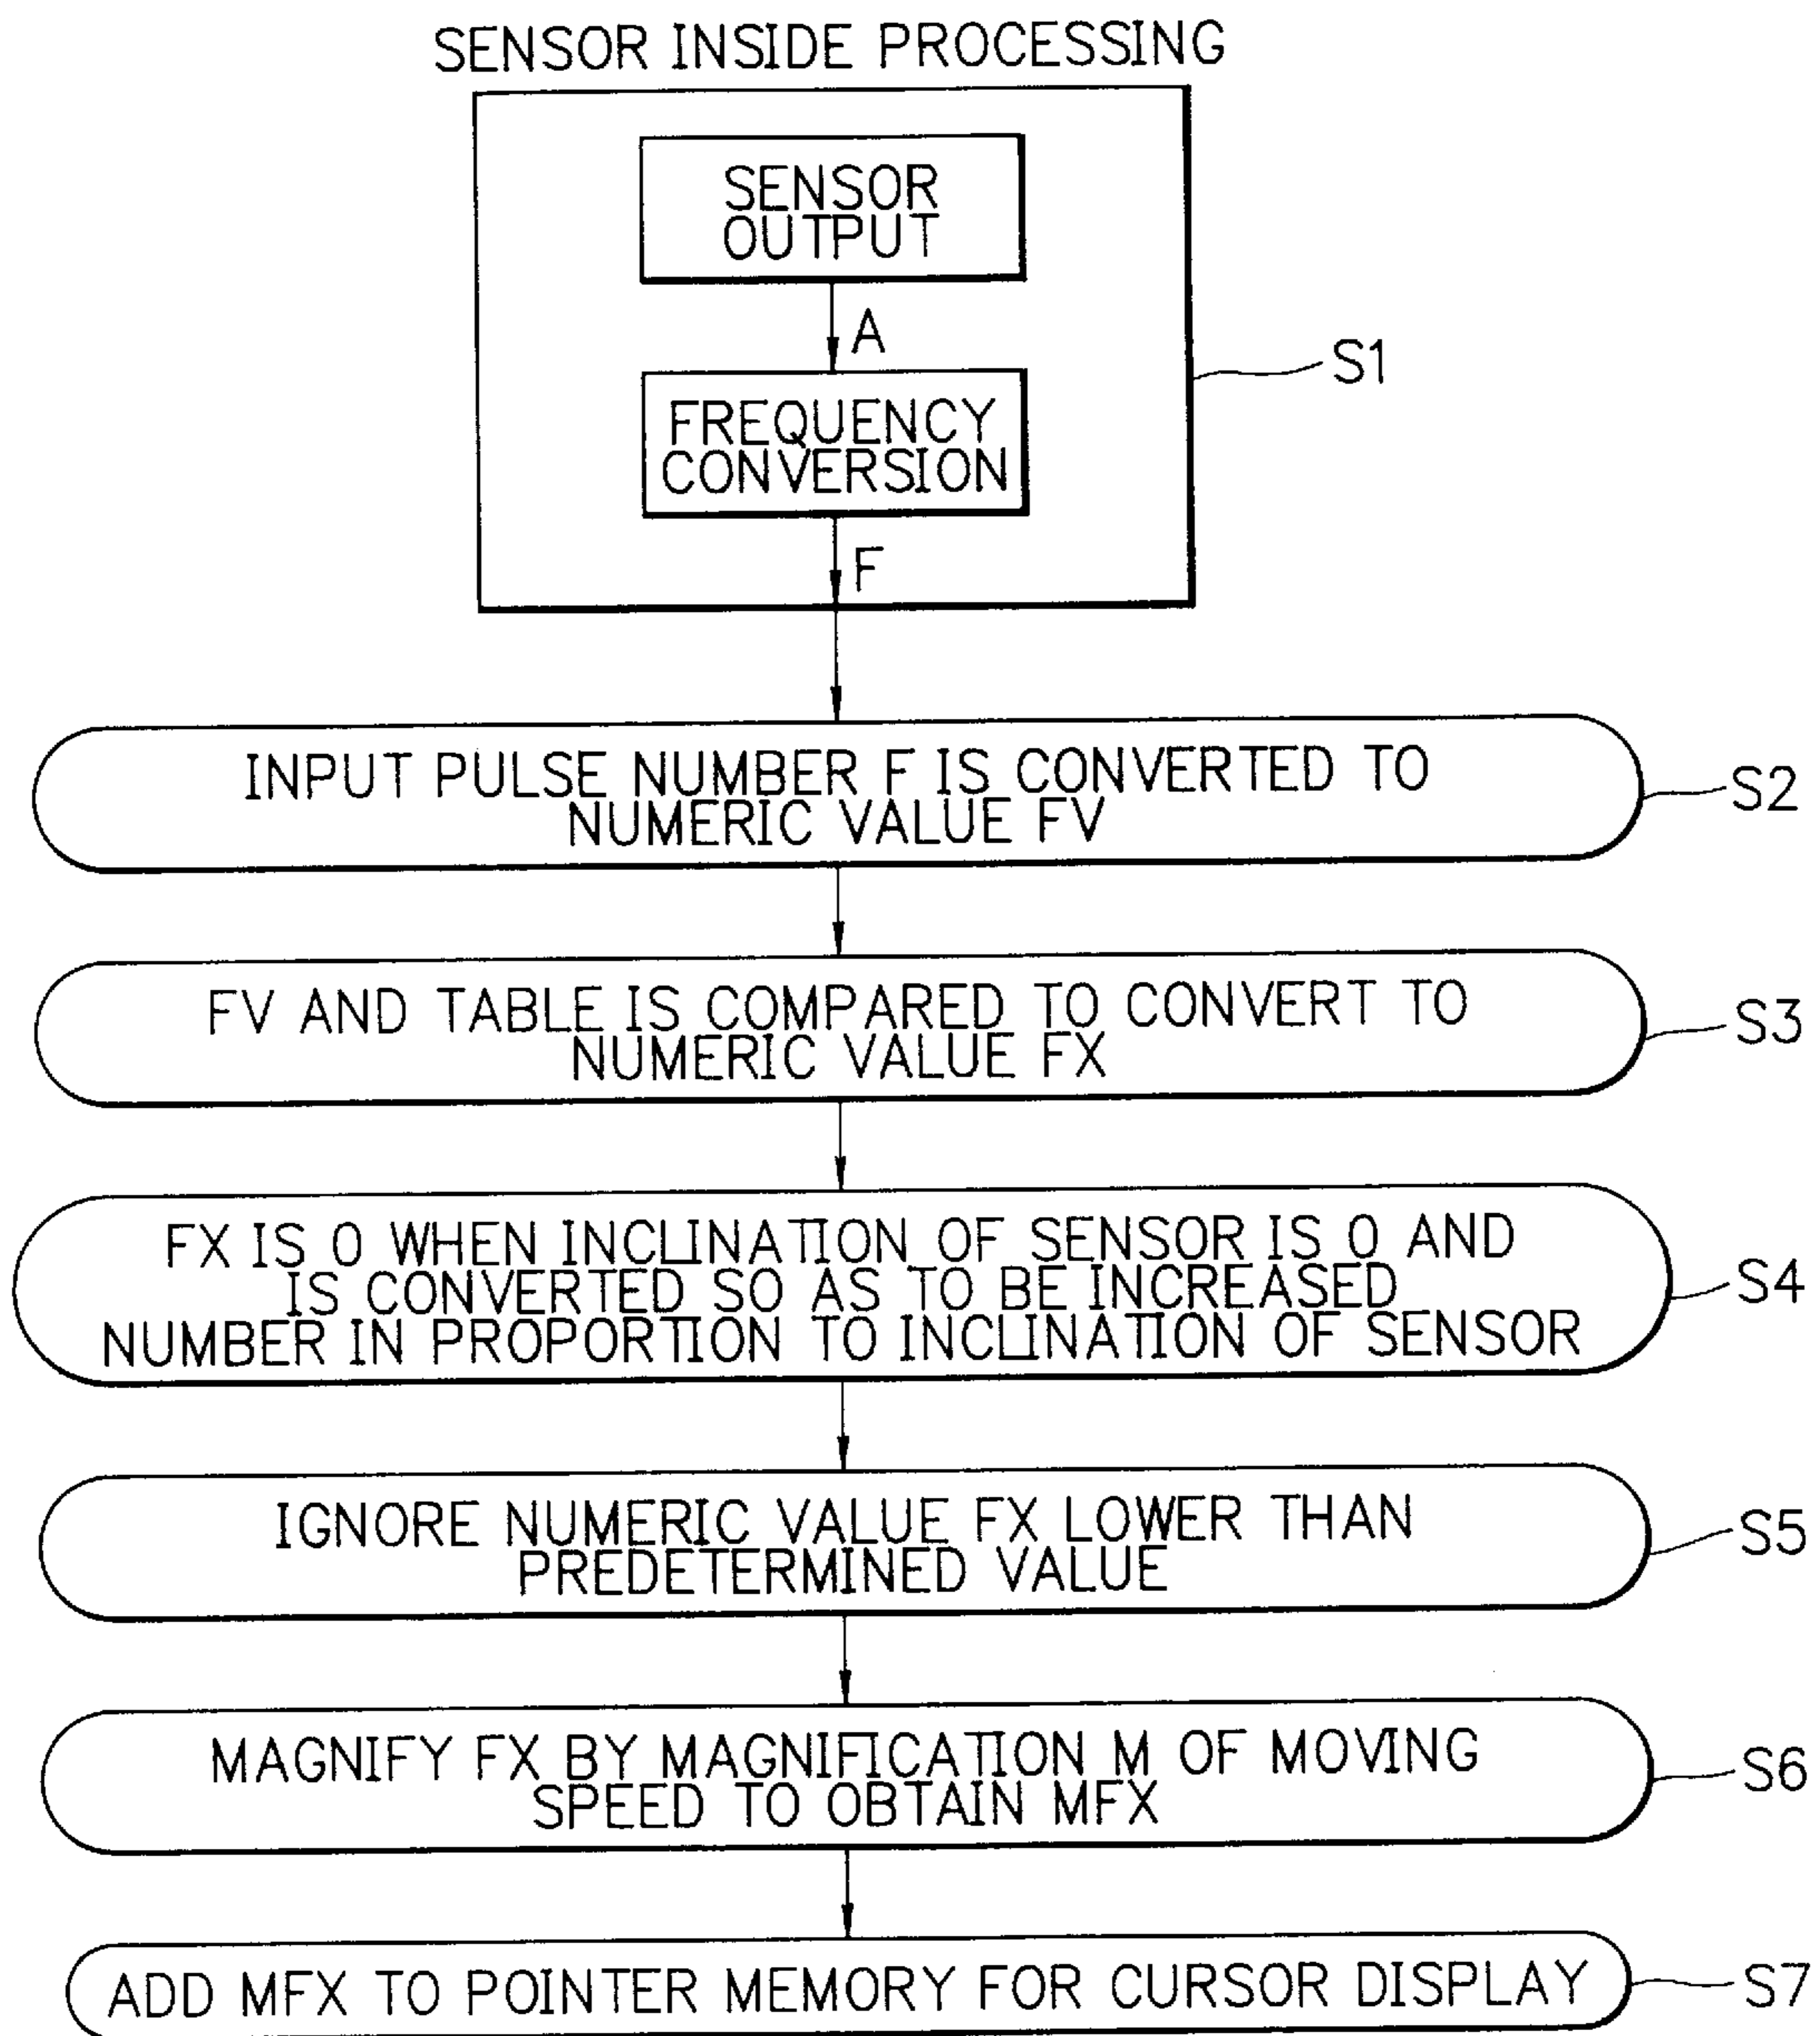 SENSOR INSIDE PROCESSING
SENSOR
OUTPUT
A
S1
FREQUENCY
CONVERSION
F
INPUT PULSE NUMBER F IS CONVERTED TO
NUMERIC VALUE FV
S2
FV AND TABLE IS COMPARED TO CONVERT TO
NUMERIC VALUE FX
S3
FX IS 0 WHEN INCLINATION OF SENSOR IS 0 AND
IS CONVERTED SO AS TO BE INCREASED
NUMBER IN PROPORTION TO INCLINATION OF SENSOR
S4
IGNORE NUMERIC VALUE FX LOWER THAN
PREDETERMINED VALUE
S5
MAGNIFY FX BY MAGNIFICATION M OF MOVING
SPEED TO OBTAIN MFX
S6
ADD MFX TO POINTER MEMORY FOR CURSOR DISPLAY
S7